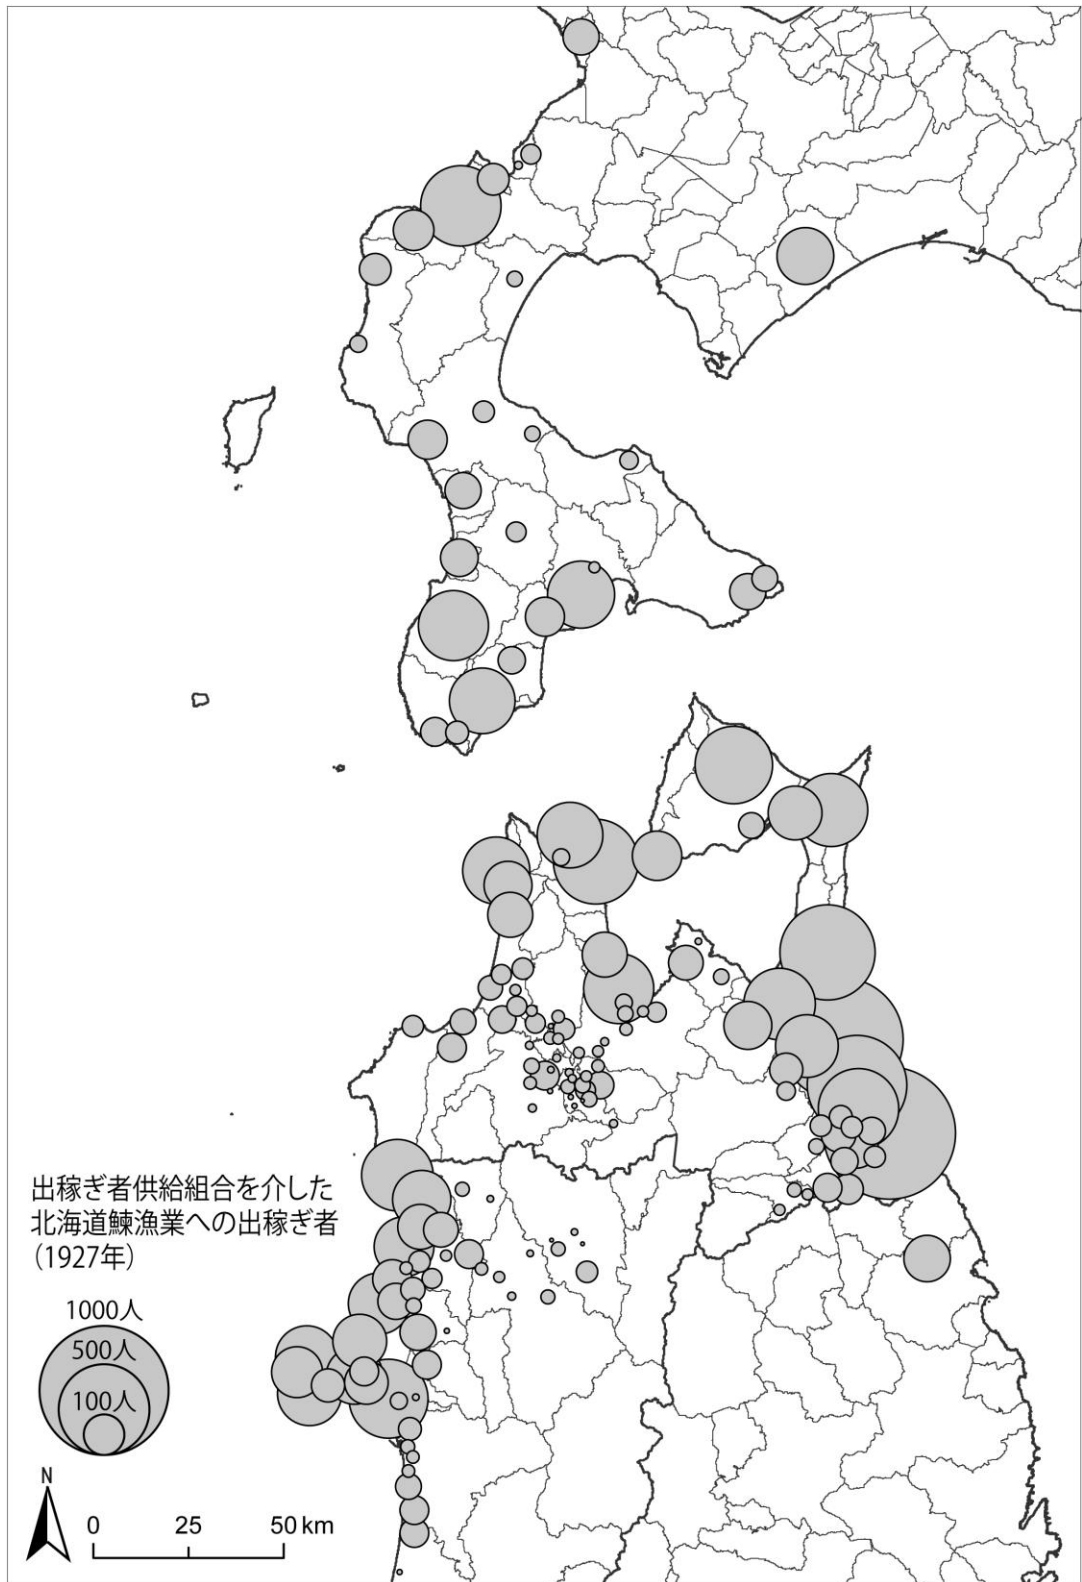 出稼ぎ者供給組合を介した
北海道鰊漁業への出稼ぎ者
（1927年）
1000人
500人
100人
N
0 25 50 km